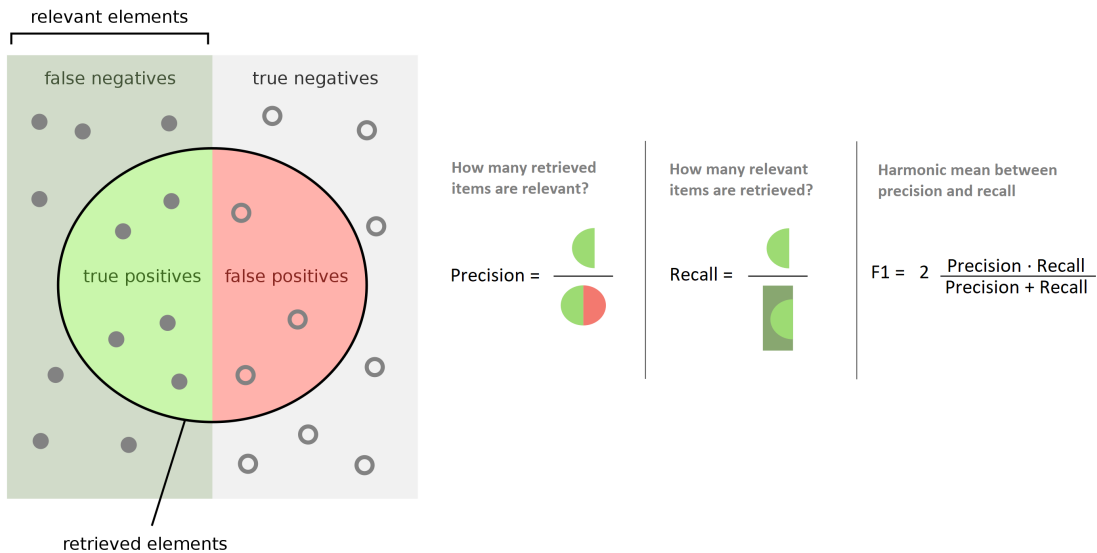 relevant elements
false negatives
true negatives
true positives
false positives
retrieved elements
How many retrieved
items are relevant?
Precision =
How many relevant
items are retrieved?
Recall =
Harmonic mean between
precision and recall
F1 = 2 Precision · Recall
Precision + Recall